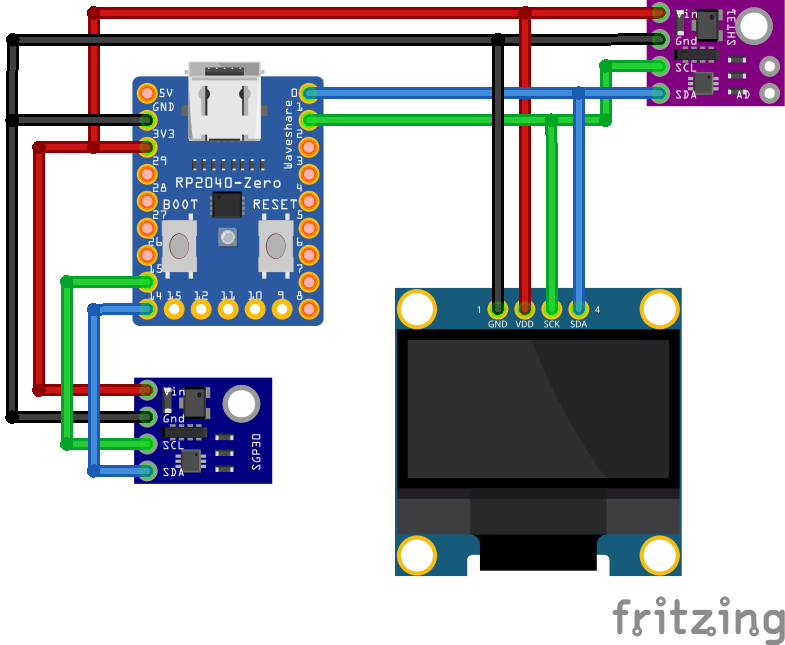 Vin
Gnd
SCL
SDA
AD
5V
GND
3V3
29
28
27
26
15
14
15
12
11
10
9
8
0
1
2
3
4
5
6
7
Waveshare
RP2040-Zero
BOOT
RESET
1
GND
VDD
SCK
SDA
4
Vin
Gnd
SCL
SDA
SGP30
fritzing